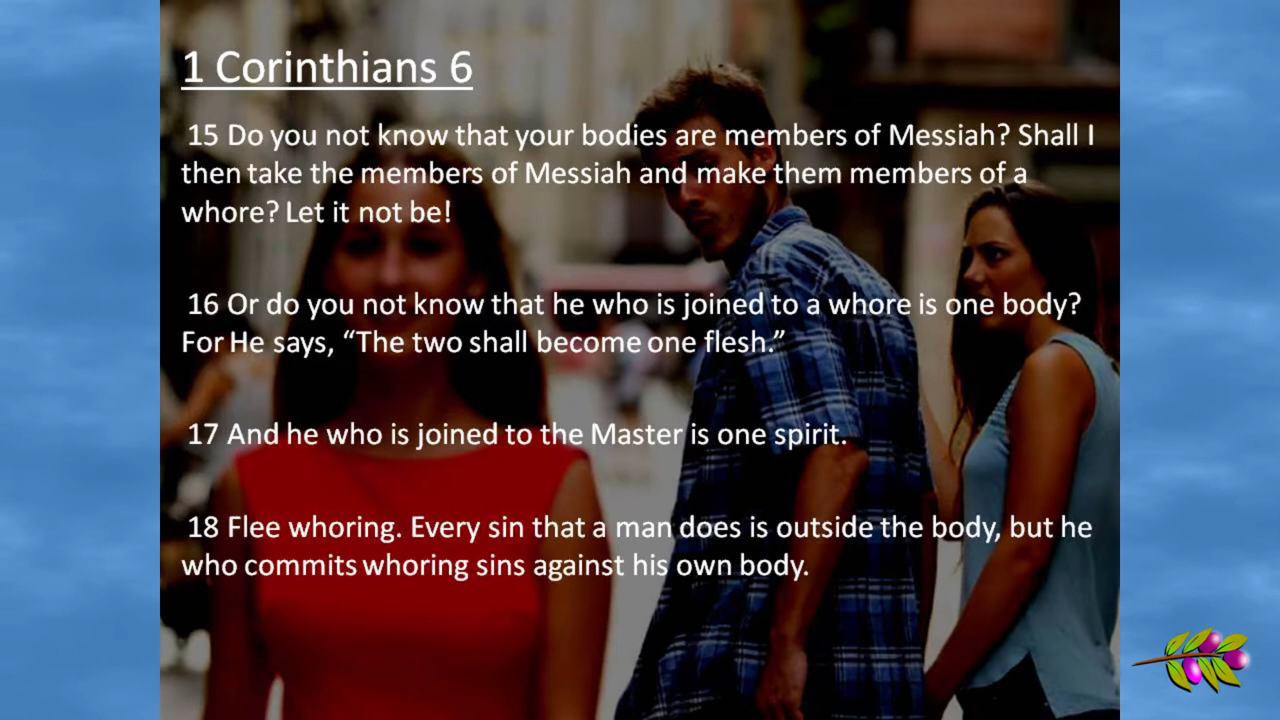 1 Corinthians 6
15 Do you not know that your bodies are members of Messiah? Shall I
then take the members of Messiah and make them members of a
whore? Let it not be!
16 Or do you not know that he who is joined to a whore is one body?
For He says, “The two shall become one flesh.”
17 And he who is joined to the Master is one spirit.
18 Flee whoring. Every sin that a man does is outside the body, but he
who commits whoring sins against his own body.